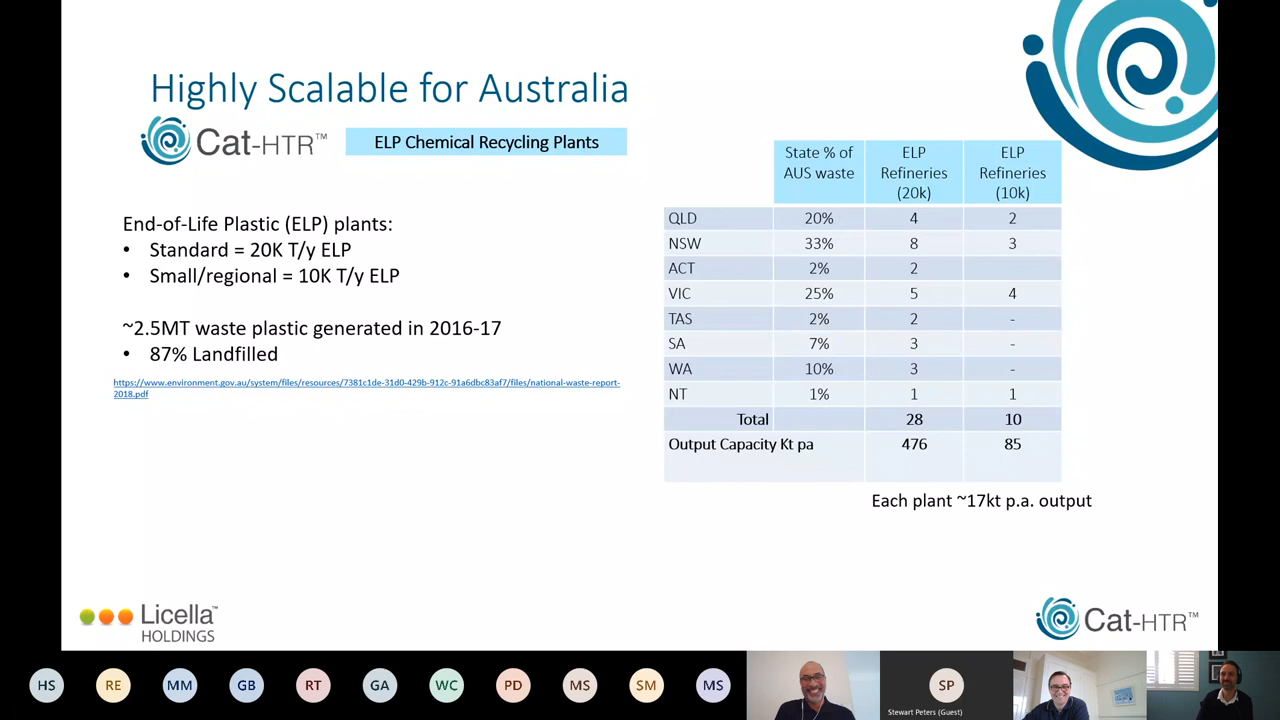 Highly Scalable for Australia
Cat-HTR™
ELP Chemical Recycling Plants
End-of-Life Plastic (ELP) plants:
• Standard = 20K T/y ELP
• Small/regional = 10K T/y ELP
~2.5MT waste plastic generated in 2016-17
• 87% Landfilled
https://www.environment.gov.au/system/files/resources/7381c1de-31d0-429b-912c-91a6dbc83af7/files/national-waste-report-
2018.pdf
State % of AUS waste ELP Refineries (20k) ELP Refineries (10k)
QLD 20% 4 2
NSW 33% 8 3
ACT 2% 2
VIC 25% 5 4
TAS 2% 2 -
SA 7% 3 -
WA 10% 3 -
NT 1% 1 1
Total 28 10
Output Capacity Kt pa 476 85
Each plant ~17kt p.a. output
Licella™
HOLDINGS
Cat-HTR™
HS RE MM GB RT GA WC PD MS SM MS SP
Stewart Peters (Guest)